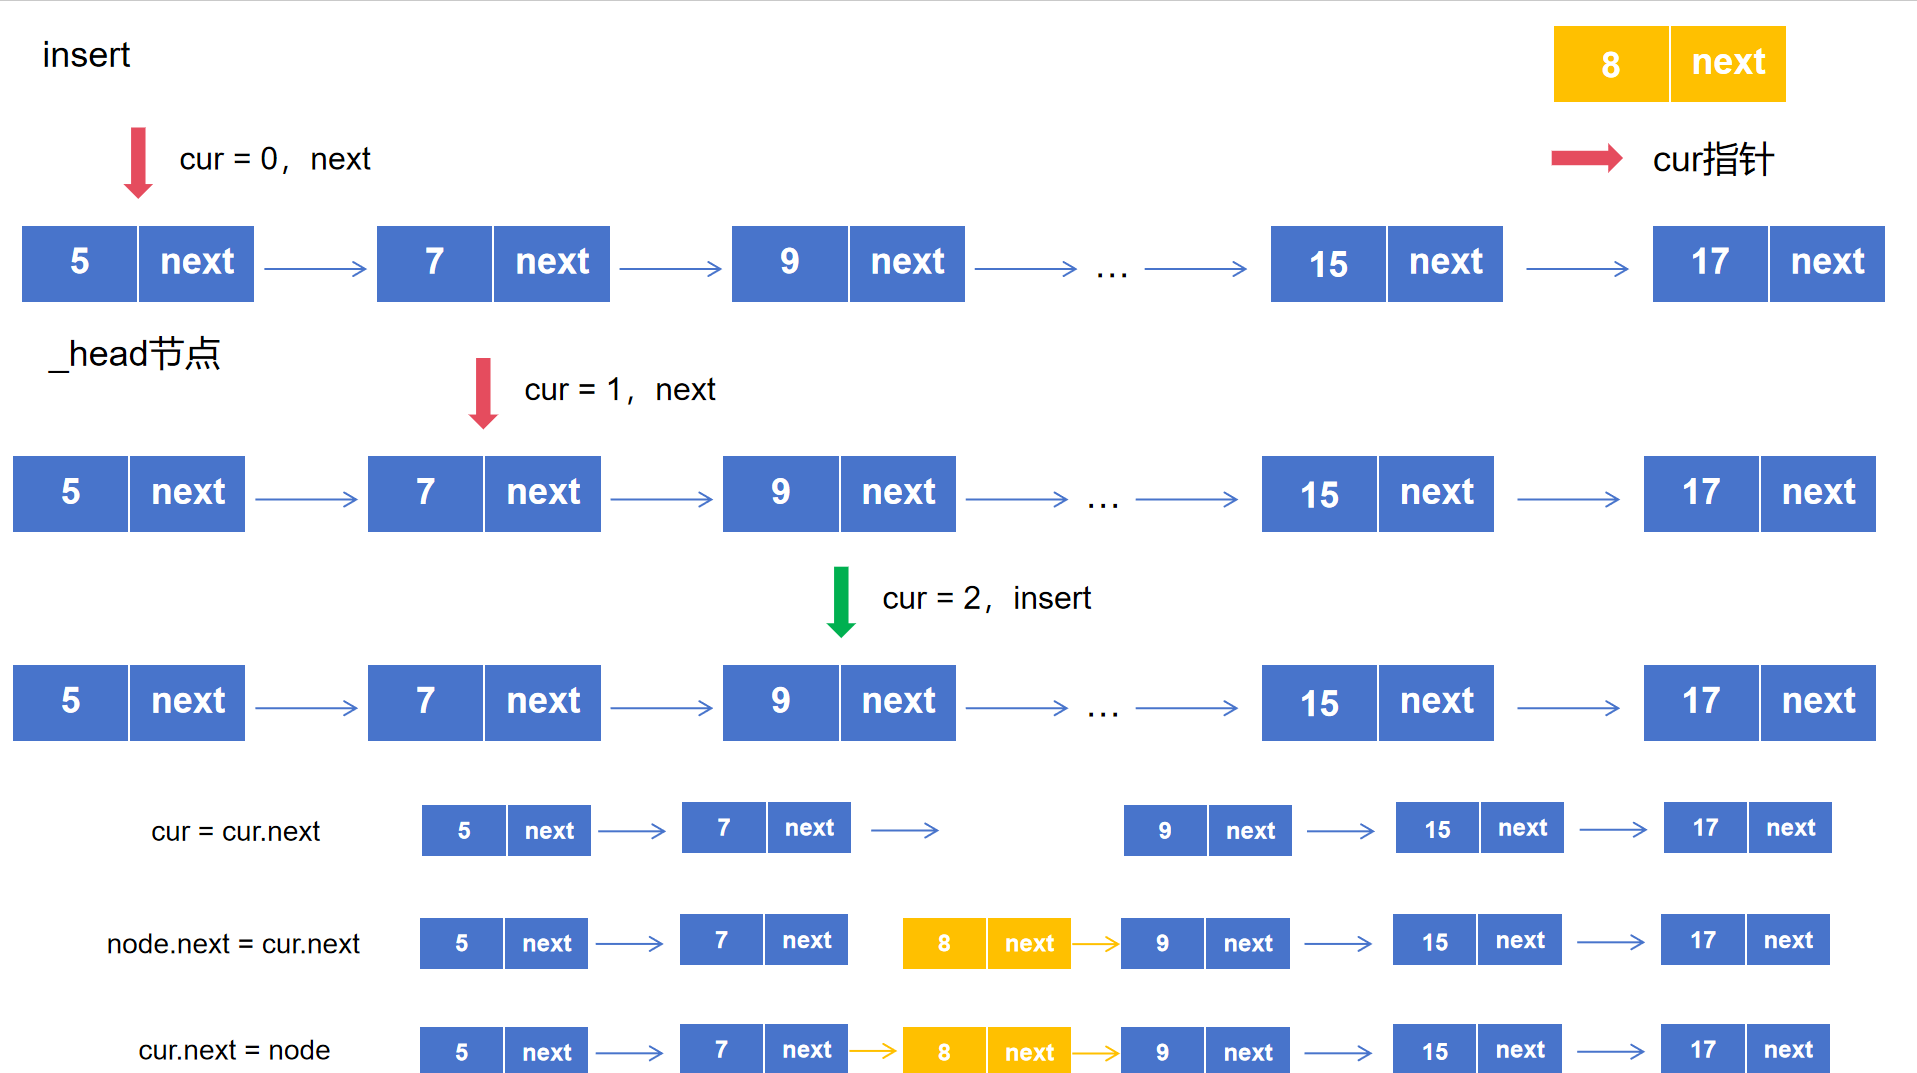 insert
8 next
cur = 0，next
cur指针
5 next 7 next 9 next ... 15 next 17 next
_head节点
cur = 1，next
5 next 7 next 9 next ... 15 next 17 next
cur = 2，insert
5 next 7 next 9 next ... 15 next 17 next
cur = cur.next 5 next 7 next 9 next 15 next 17 next
node.next = cur.next 5 next 7 next 8 next 9 next 15 next 17 next
cur.next = node 5 next 7 next 8 next 9 next 15 next 17 next